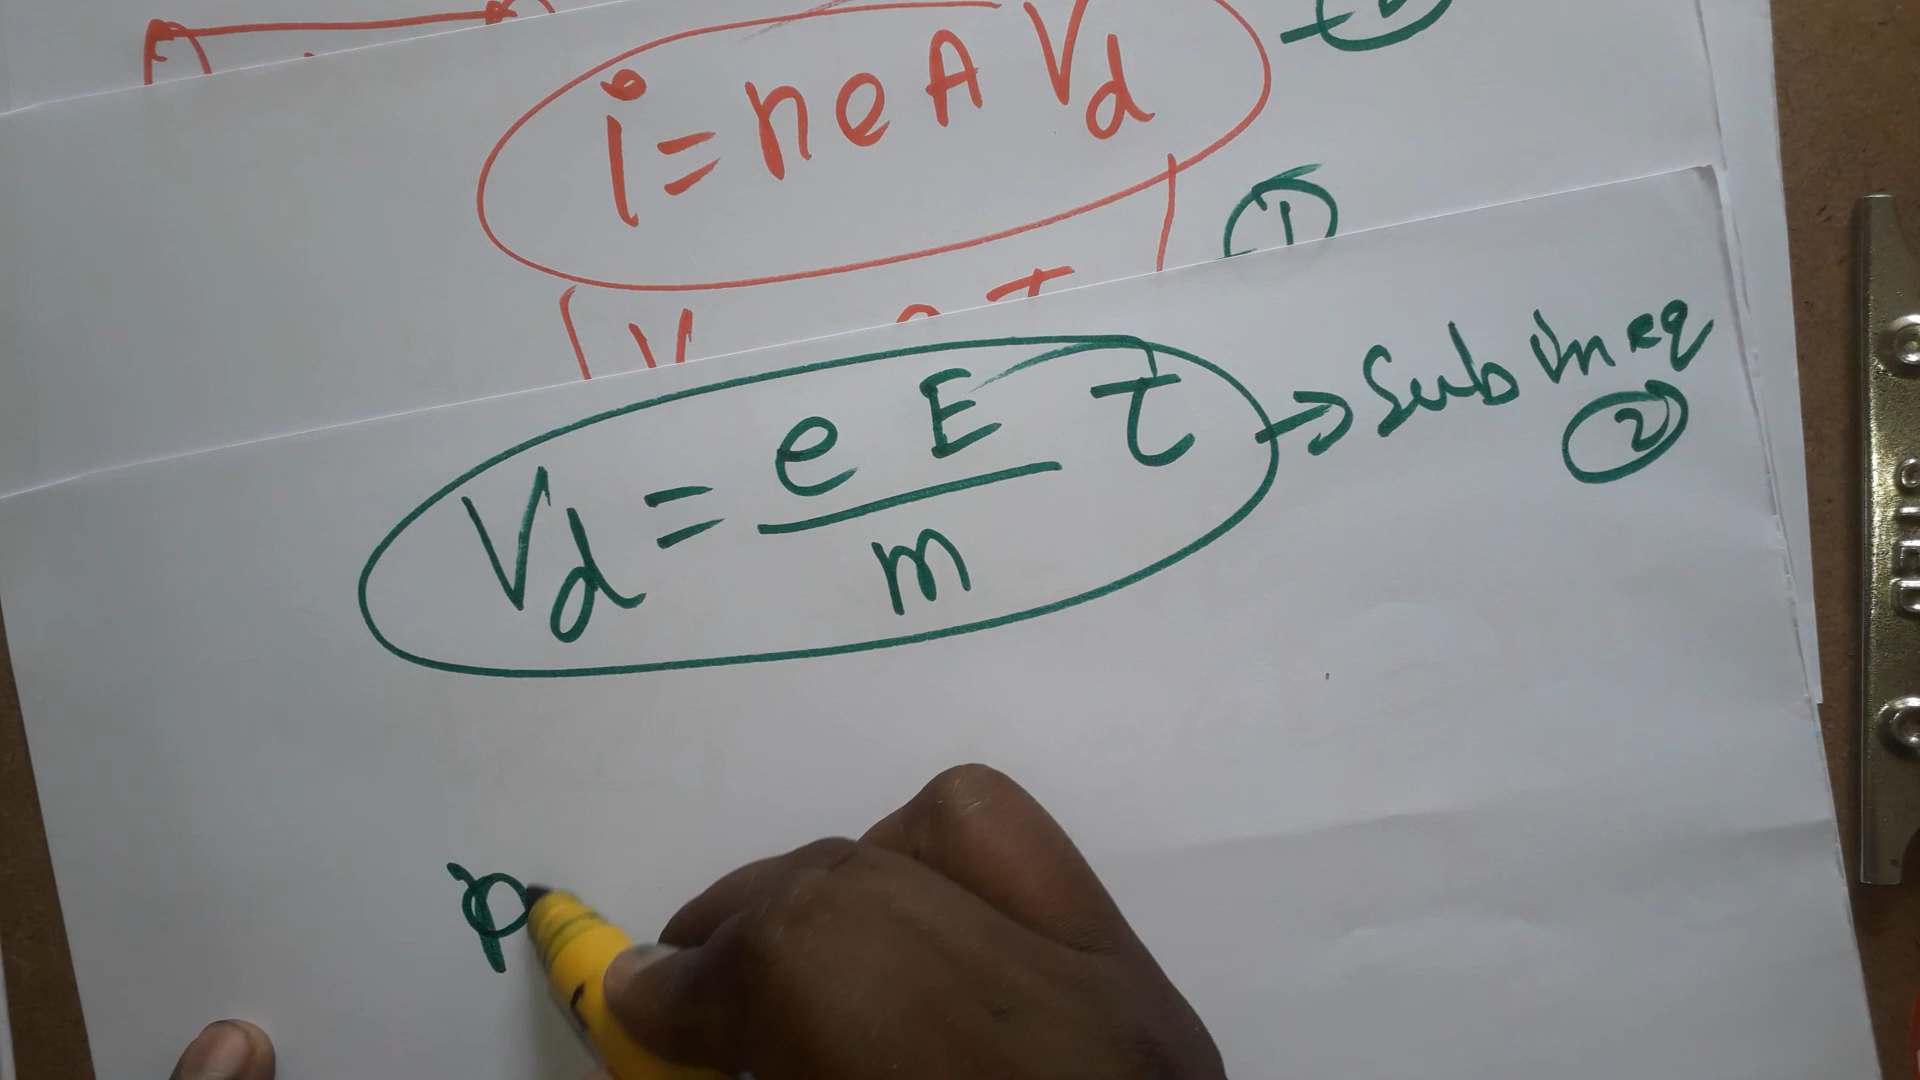 i = neAVd
①
Vd = eE/m τ → Sub in eq ②
p